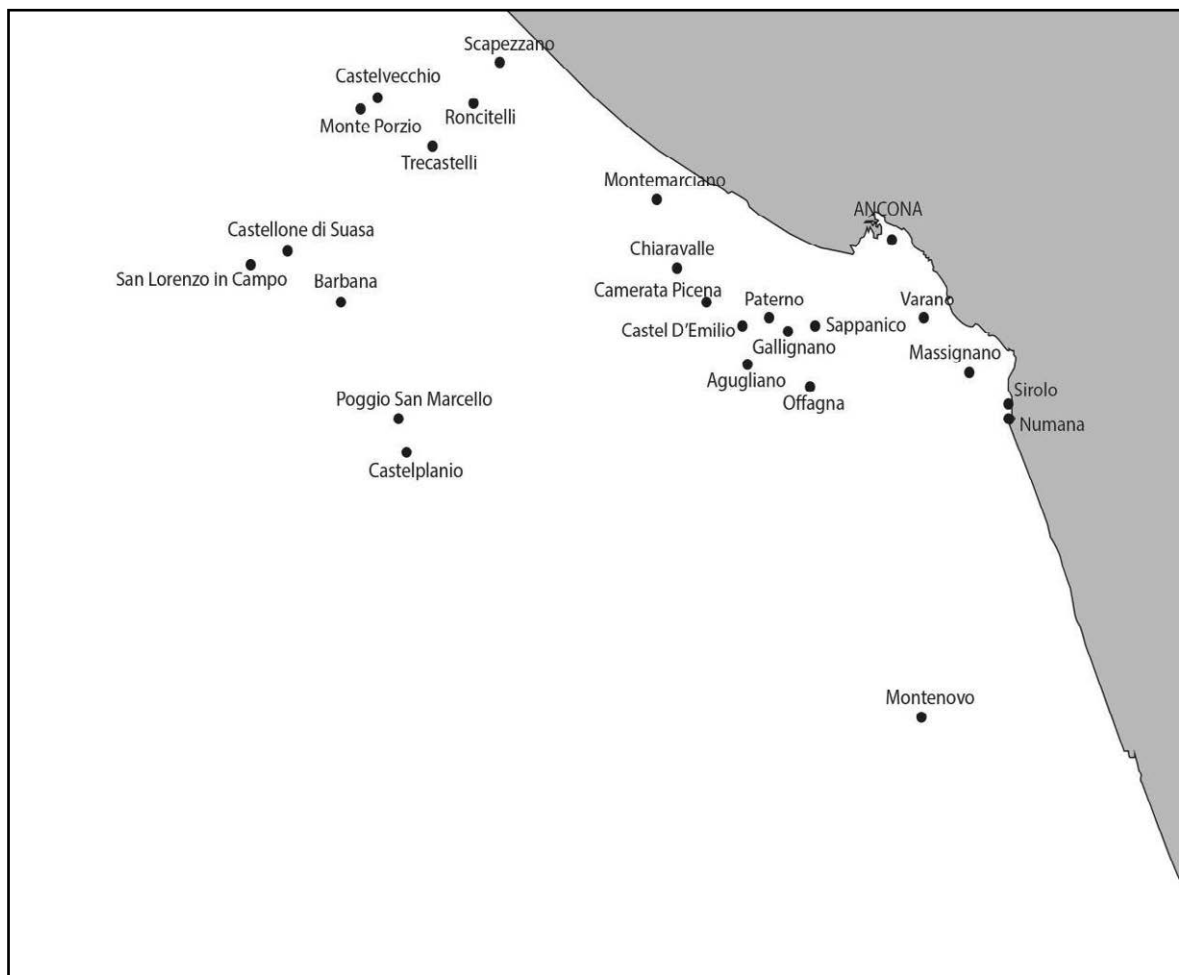 Scapezzano
Castelvecchio
Monte Porzio
Roncitelli
Trecastelli
Montemarciano
ANCONA
Castellone di Suasa
San Lorenzo in Campo
Barbana
Chiaravalle
Camerata Picena
Paterno
Varano
Castel D'Emilio
Sappanico
Gallignano
Massignano
Agugliano
Offagna
Sirolo
Numana
Poggio San Marcello
Castelplanio
Montenovo